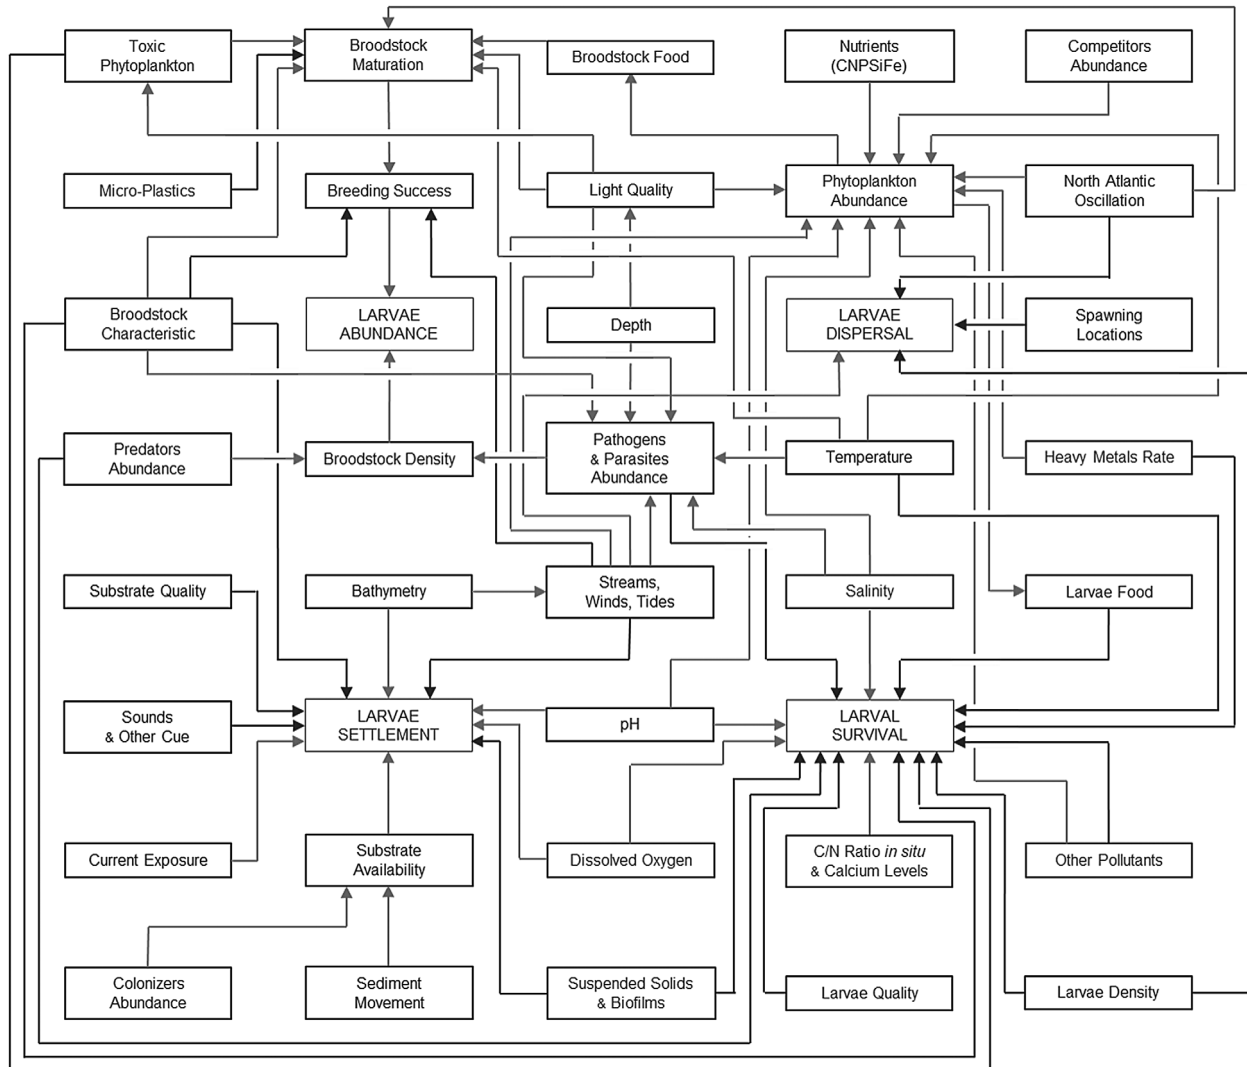 Toxic
Phytoplankton
Broodstock
Maturation
Broodstock Food
Nutrients
(CNPSiFe)
Competitors
Abundance
Micro-Plastics
Breeding Success
Light Quality
Phytoplankton
Abundance
North Atlantic
Oscillation
Broodstock
Characteristic
LARVAE
ABUNDANCE
Depth
LARVAE
DISPERSAL
Spawning
Locations
Predators
Abundance
Broodstock Density
Pathogens
& Parasites
Abundance
Temperature
Heavy Metals Rate
Substrate Quality
Bathymetry
Streams,
Winds, Tides
Salinity
Larvae Food
Sounds
& Other Cue
LARVAE
SETTLEMENT
pH
LARVAL
SURVIVAL
Current Exposure
Substrate
Availability
Dissolved Oxygen
C/N Ratio in situ
& Calcium Levels
Other Pollutants
Colonizers
Abundance
Sediment
Movement
Suspended Solids
& Biofilms
Larvae Quality
Larvae Density